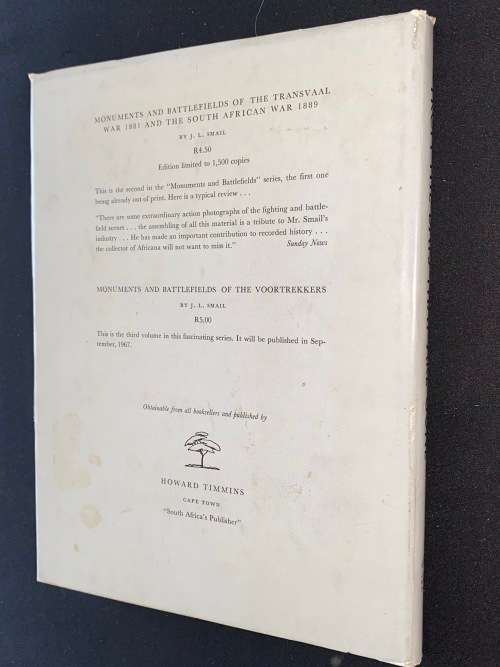 MONUMENTS AND BATTLEFIELDS OF THE TRANSVAAL
WAR 1881 AND THE SOUTH AFRICAN WAR 1889
BY J. L. SMAIL
R4.50
Edition limited to 1,500 copies
This is the second in the "Monuments and Battlefields" series, the first one
being already out of print. Here is a typical review . . .
"There are some extraordinary action photographs of the fighting and battle-
field scenes . . . the assembling of all this material is a tribute to Mr. Smail's
industry . . . He has made an important contribution to recorded history . . .
the collector of Africana will not want to miss it." Sunday News
MONUMENTS AND BATTLEFIELDS OF THE VOORTREKKERS
BY J. L. SMAIL
R5.00
This is the third volume in this fascinating series. It will be published in Sep-
tember, 1967.
Obtainable from all booksellers and published by
HOWARD TIMMINS
CAPE TOWN
"South Africa's Publisher"